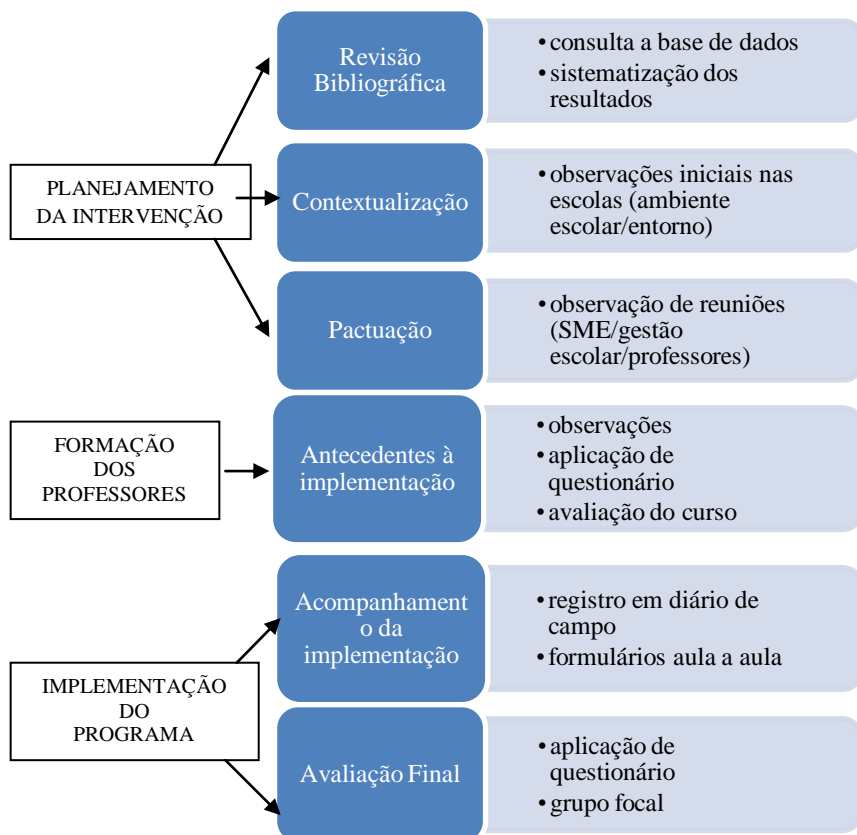 Revisão
Bibliográfica
• consulta a base de dados
• sistematização dos
resultados
PLANEJAMENTO
DA INTERVENÇÃO
Contextualização
• observações iniciais nas
escolas (ambiente
escolar/entorno)
Pactuação
• observação de reuniões
(SME/gestão
escolar/professores)
FORMAÇÃO
DOS
PROFESSORES
Antecedentes à
implementação
• observações
• aplicação de
questionário
• avaliação do curso
IMPLEMENTAÇÃO
DO
PROGRAMA
Acompanhament
o da
implementação
• registro em diário de
campo
• formulários aula a aula
Avaliação Final
• aplicação de
questionário
• grupo focal